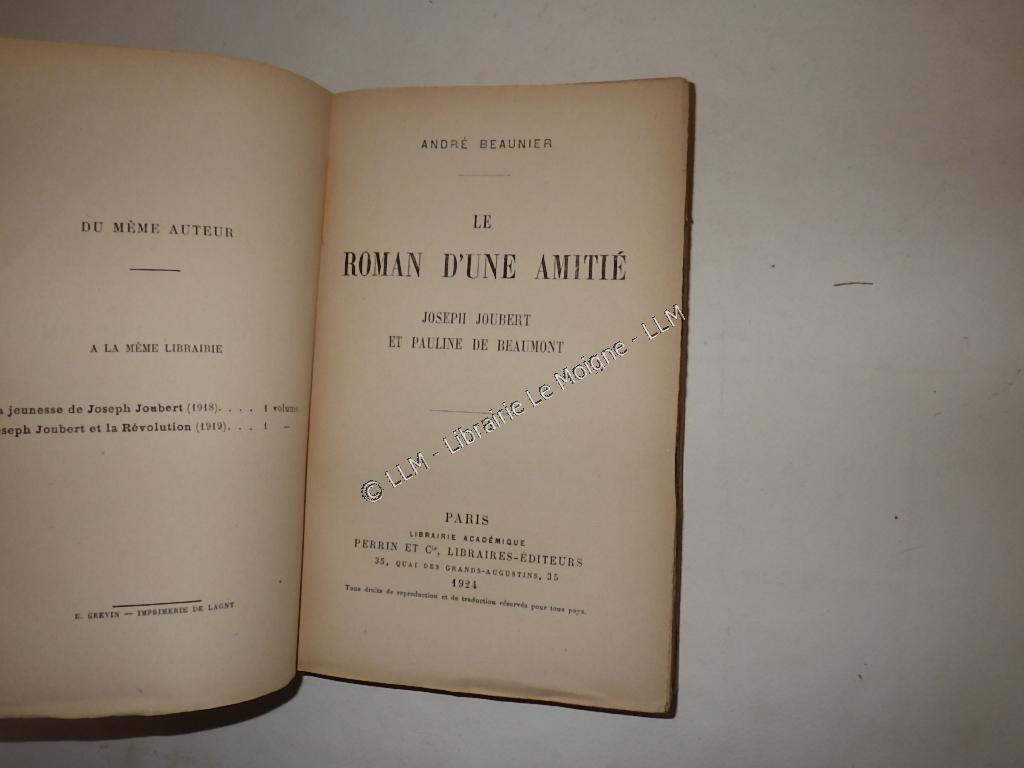 DU MÊME AUTEUR
A LA MÊME LIBRAIRIE
jeunesse de Joseph Joubert (1918). . . . 1 volume
Joubert et la Révolution (1919). . . 1 —
E. GREVIN — IMPRIMERIE DE LAGNY
ANDRÉ BEAUNIER
LE
ROMAN D'UNE AMITIÉ
JOSEPH JOUBERT
ET PAULINE DE BEAUMONT
© LLM - Librairie Le Moigne - LLM
PARIS
LIBRAIRIE ACADÉMIQUE
PERRIN ET Cie, LIBRAIRES-ÉDITEURS
35, QUAI DES GRANDS-AUGUSTINS, 35
1924
Tous droits de reproduction et de traduction réservés pour tous pays.